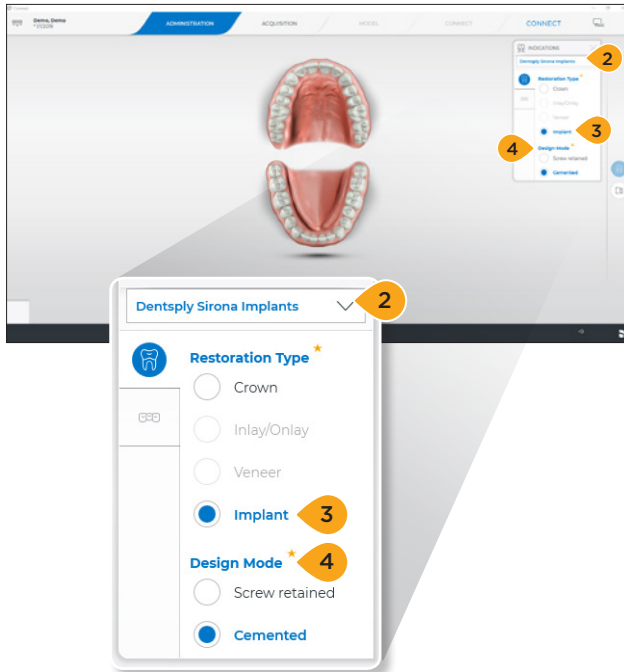 Connect
Demo, Demo
ADMINISTRATION
ACQUISITION
MODEL
CONNECT
CONNECT
INDICATIONS
Dentsply Sirona Implants
2
Restoration Type
Crown
Inlay/Onlay
Veneer
Implant
3
4
Design Mode
Screw retained
Cemented
Dentsply Sirona Implants
2
Restoration Type
Crown
Inlay/Onlay
Veneer
Implant
3
Design Mode
4
Screw retained
Cemented